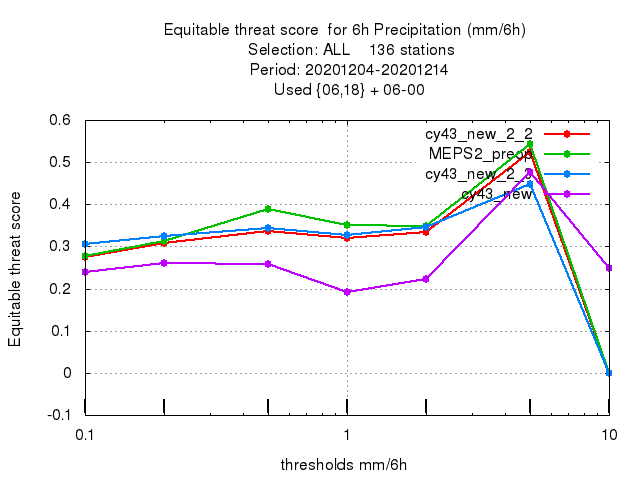 Equitable threat score  for 6h Precipitation (mm/6h)
Selection: ALL    136 stations
Period: 20201204-20201214
Used {06,18} + 06-00
Equitable threat score
0.6
0.5
0.4
0.3
0.2
0.1
0
-0.1
cy43_new_2_2
MEPS2_preop
cy43_new_2_3
cy43_new
0.1
1
10
thresholds mm/6h